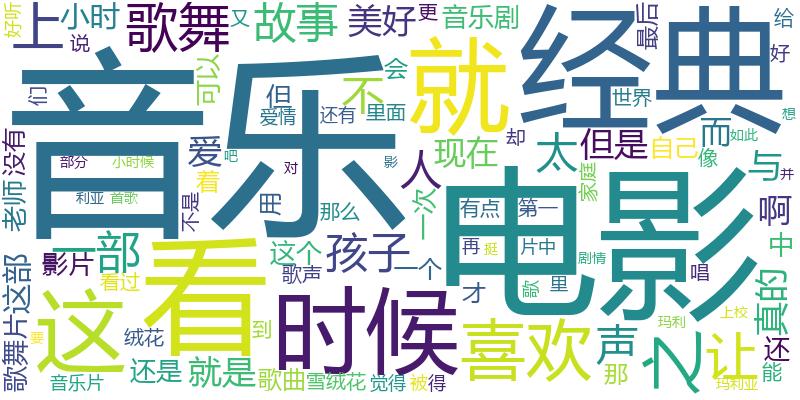 好听
小时
说
又
歌舞
故事
美好
更
音乐剧
最后
给
好
上
们
可以
会
但
不
就
经典
音乐
爱情
还有
里面
世界
想
部分
小时候
吧
爱
着
对
影
人
现在
太
却
但是
而
自己
如此
像
与
并
老师
没有
利亚
首歌
不是
用
那么
一次
有点
第一
家庭
啊
中
一部
影片
看过
看
这个
孩子
歌声
一个
再
挺
片中
剧情
电影
唱
真的
歌舞片
这部
这
绒花
到
时候
才
歌
里
玛利
上校
还
要
音乐片
还是
就是
歌曲
雪绒花
觉得
被
得
喜欢
声
那
之
让
能
玛利亚